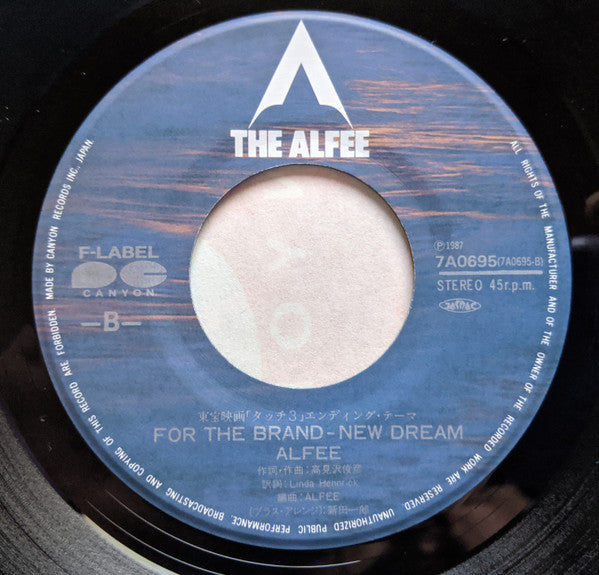 THE ALFEE
F-LABEL
CANYON
—B—
Ⓟ1987
7A0695(7A0695-B)
STEREO 45r.p.m.
JASRAC
東宝映画「タッチ3」エンディング・テーマ
FOR THE BRAND-NEW DREAM
ALFEE
作詞・作曲：高見沢俊彦
訳詞：Linda Hennrick
編曲：ALFEE
(ブラス・アレンジ)：新田一郎
MADE BY CANYON RECORDS INC, JAPAN.
ALL RIGHTS OF THE MANUFACTURER AND OF THE OWNER OF THE RECORDED WORK ARE RESERVED. UNAUTHORIZED PUBLIC PERFORMANCE, BROADCASTING AND COPYING OF THIS RECORD ARE FORBIDDEN.